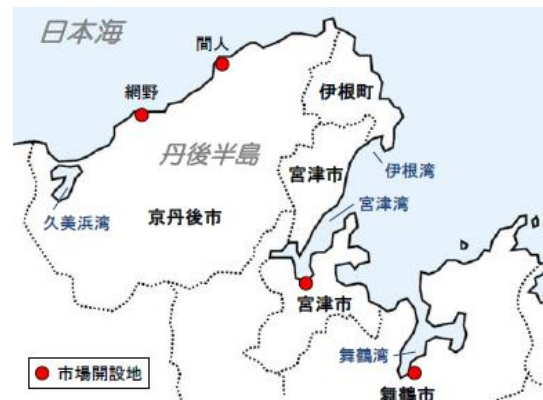 日本海
間人
網野
伊根町
丹後半島
宮津市
伊根湾
久美浜湾
京丹後市
宮津湾
宮津市
舞鶴湾
市場開設地
舞鶴市